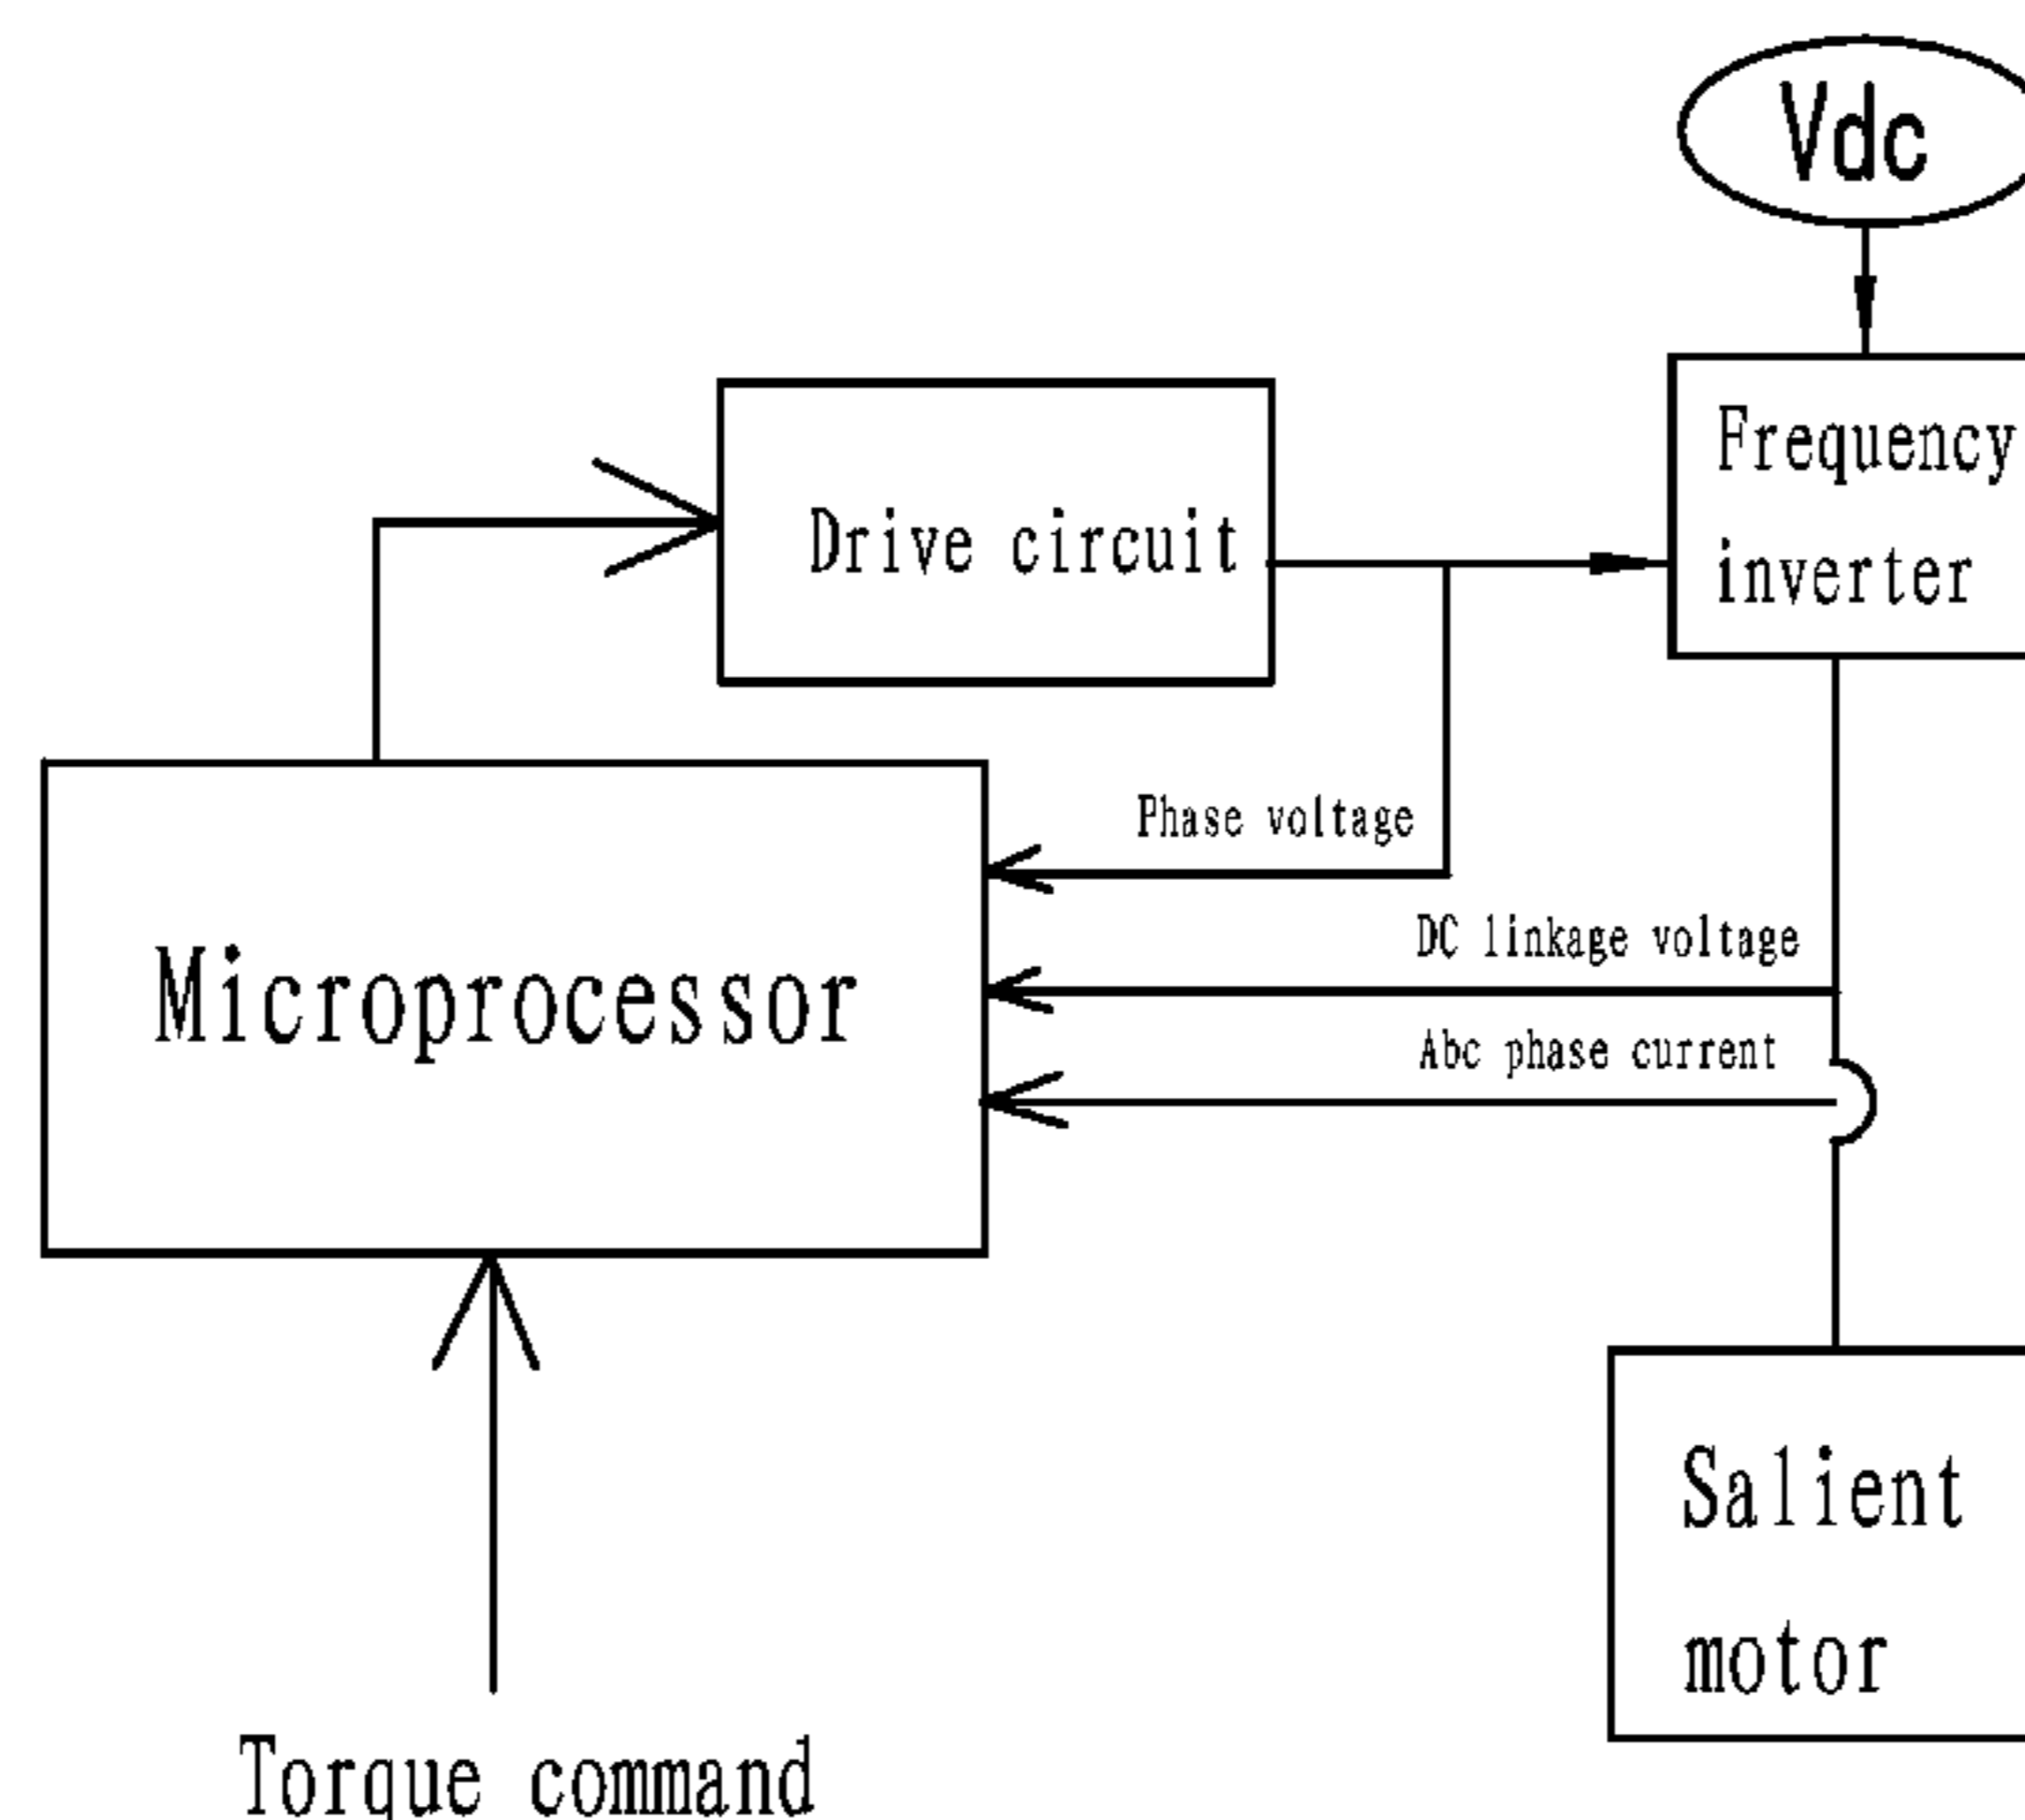 Vdc
Frequency
inverter
Drive circuit
Phase voltage
DC linkage voltage
Microprocessor
Abc phase current
Salient
motor
Torque command